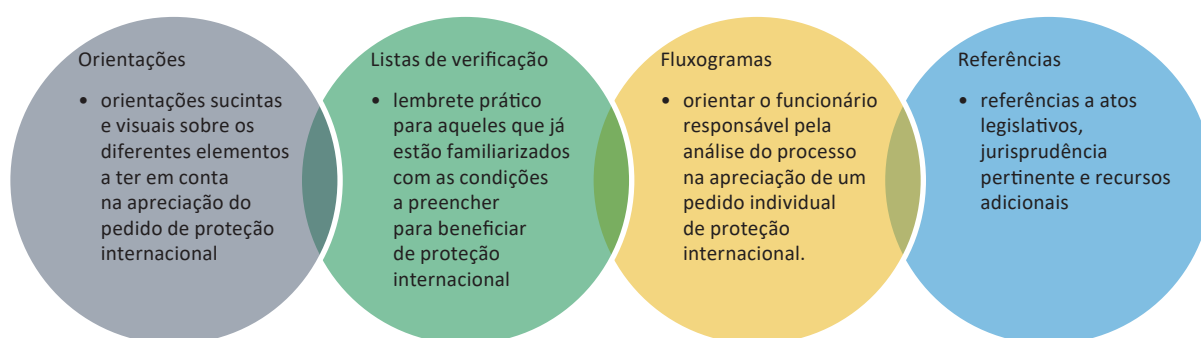 Orientações
• orientações sucintas
e visuais sobre os
diferentes elementos
a ter em conta
na apreciação do
pedido de proteção
internacional
Listas de verificação
• lembrete prático
para aqueles que já
estão familiarizados
com as condições
a preencher
para beneficiar
de proteção
internacional
Fluxogramas
• orientar o funcionário
responsável pela
análise do processo
na apreciação de um
pedido individual
de proteção
internacional.
Referências
• referências a atos
legislativos,
jurisprudência
pertinente e recursos
adicionais